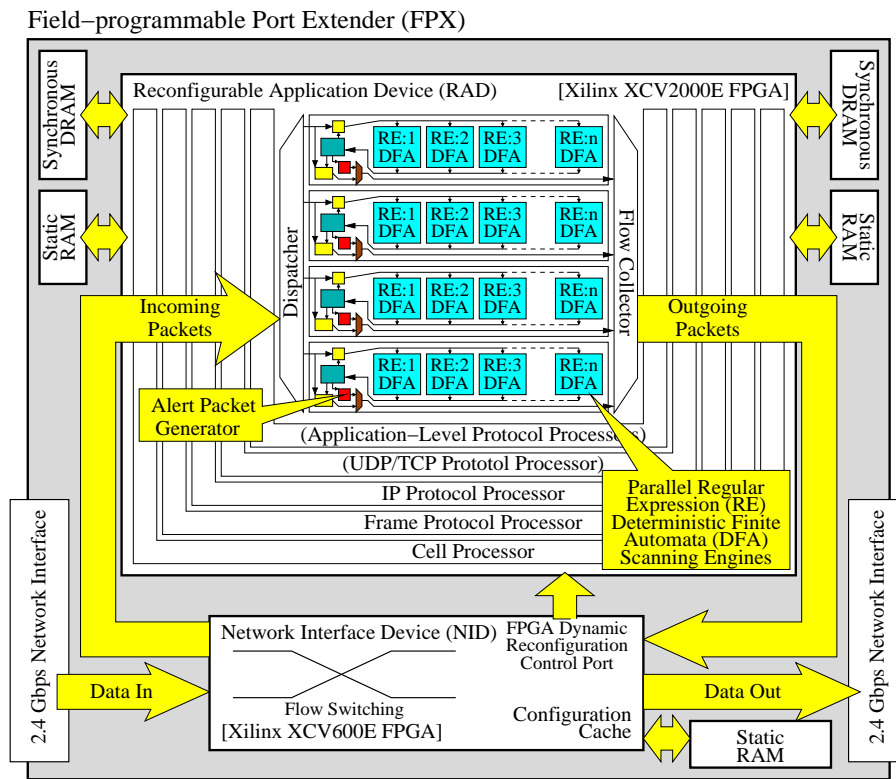 Field−programmable Port Extender (FPX)
Synchronous
DRAM
Static
RAM
Reconfigurable Application Device (RAD)
[Xilinx XCV2000E FPGA]
Synchronous
DRAM
Static
RAM
Dispatcher
RE:1
DFA
RE:2
DFA
RE:3
DFA
RE:n
DFA
RE:1
DFA
RE:2
DFA
RE:3
DFA
RE:n
DFA
RE:1
DFA
RE:2
DFA
RE:3
DFA
RE:n
DFA
RE:1
DFA
RE:2
DFA
RE:3
DFA
RE:n
DFA
Flow Collector
Incoming
Packets
Outgoing
Packets
Alert Packet
Generator
(Application−Level Protocol Processors)
(UDP/TCP Prototol Processor)
IP Protocol Processor
Frame Protocol Processor
Cell Processor
Parallel Regular
Expression (RE)
Deterministic Finite
Automata (DFA)
Scanning Engines
2.4 Gbps Network Interface
2.4 Gbps Network Interface
Network Interface Device (NID)
FPGA Dynamic
Reconfiguration
Control Port
Data In
Data Out
Flow Switching
[Xilinx XCV600E FPGA]
Configuration
Cache
Static
RAM